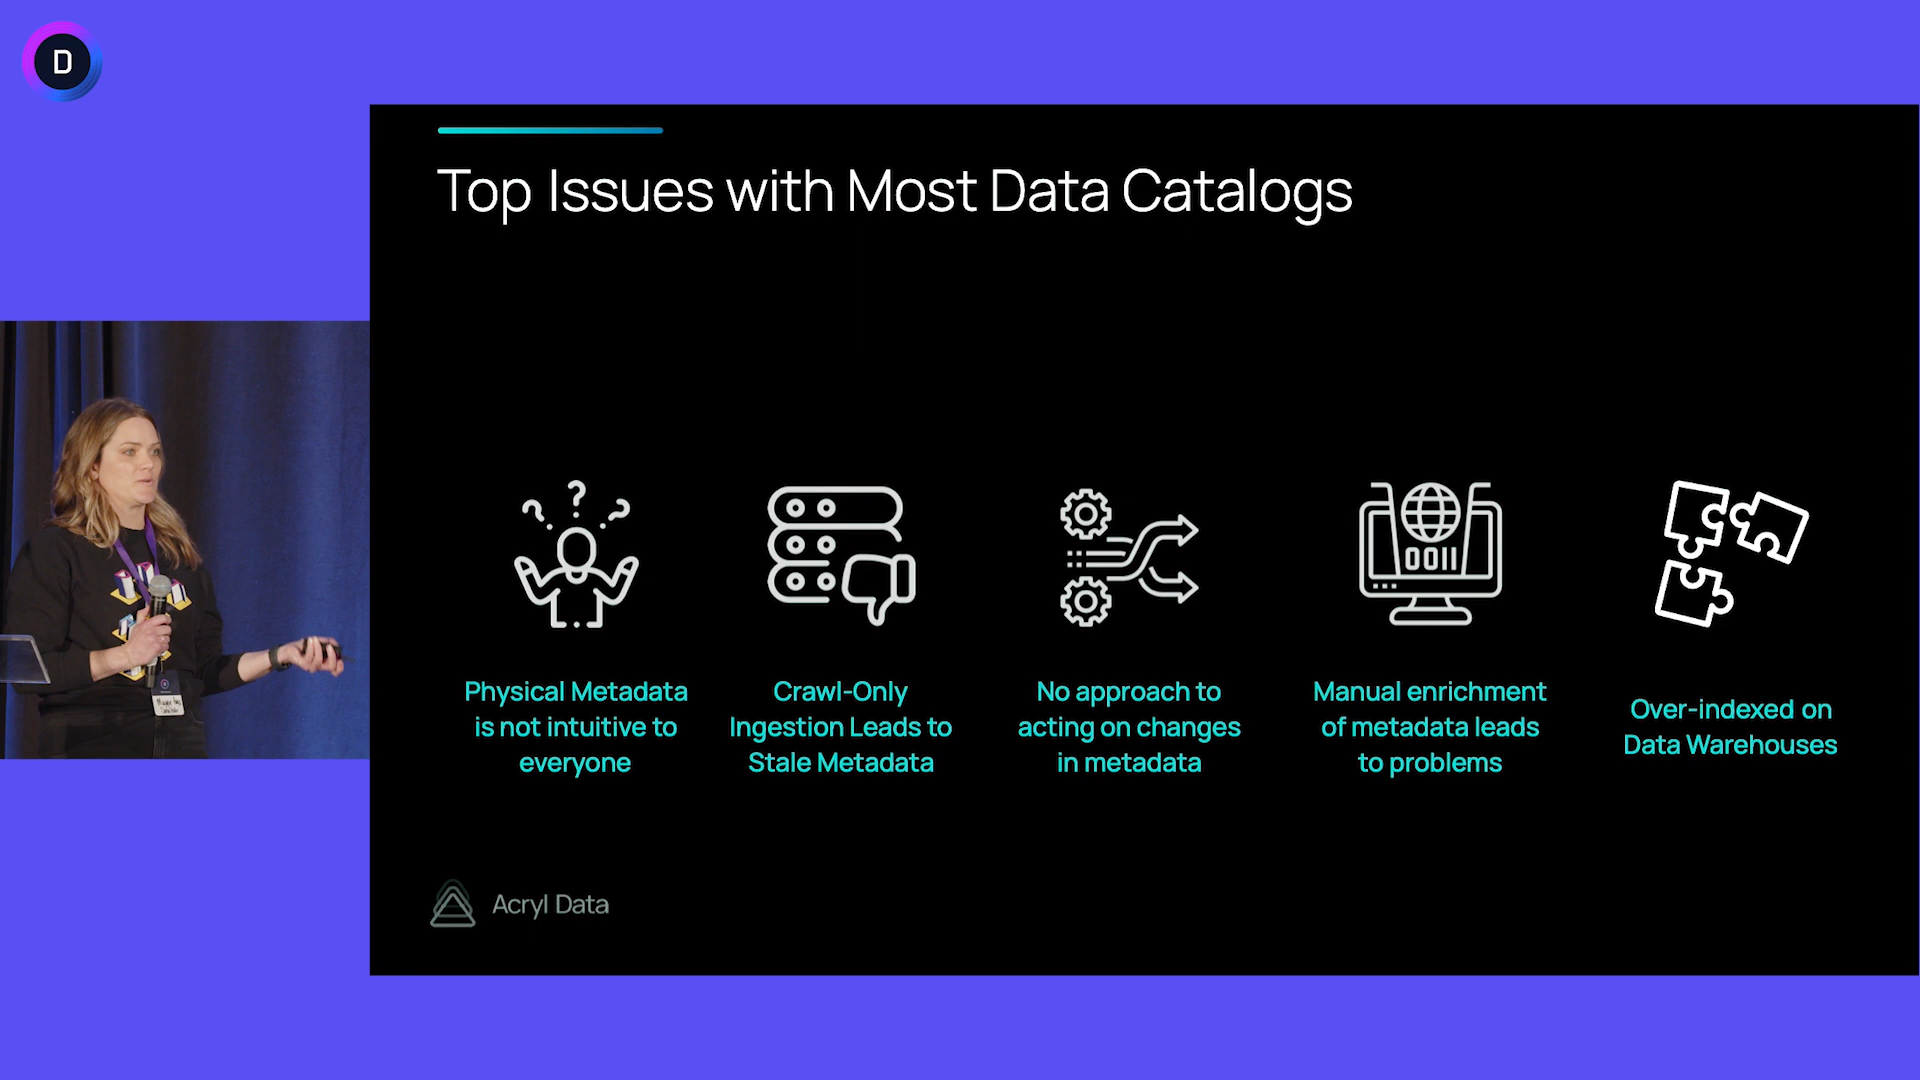 D
Top Issues with Most Data Catalogs
Physical Metadata
is not intuitive to
everyone
Crawl-Only
Ingestion Leads to
Stale Metadata
No approach to
acting on changes
in metadata
0011
Manual enrichment
of metadata leads
to problems
Over-indexed on
Data Warehouses
Acryl Data